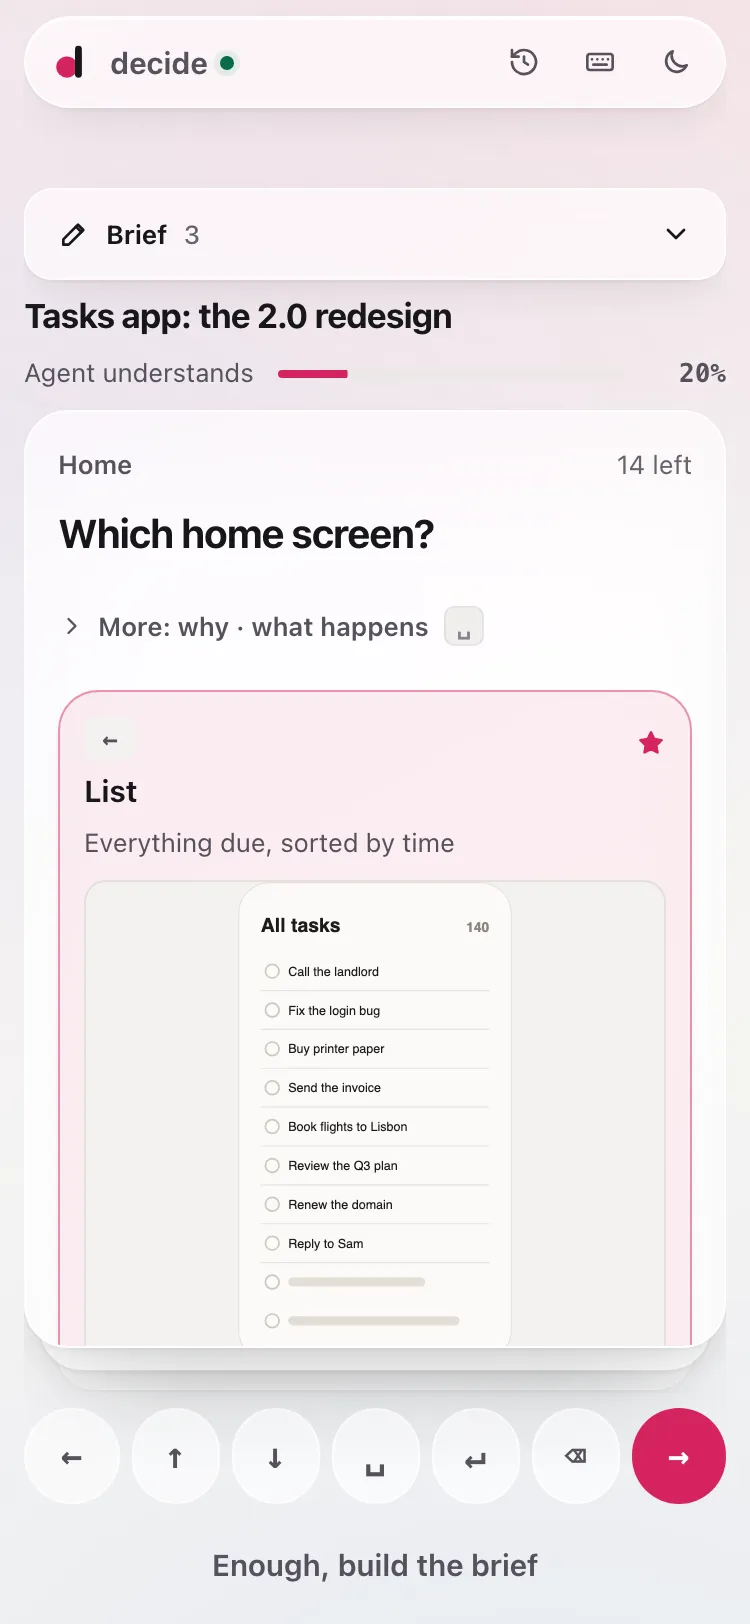 decide
Brief 3
Tasks app: the 2.0 redesign
Agent understands 20%
Home 14 left
Which home screen?
More: why · what happens ␣
←
List
Everything due, sorted by time
All tasks 140
Call the landlord
Fix the login bug
Buy printer paper
Send the invoice
Book flights to Lisbon
Review the Q3 plan
Renew the domain
Reply to Sam
← ↑ ↓ ␣ ↵ ⌫ →
Enough, build the brief